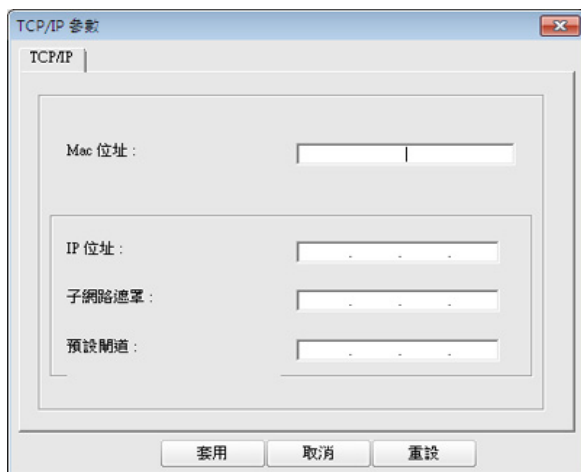 TCP/IP 參數
TCP/IP
Mac 位址 :
IP 位址 :
. . .
子網路遮罩 :
. . .
預設閘道 :
. . .
套用 取消 重設